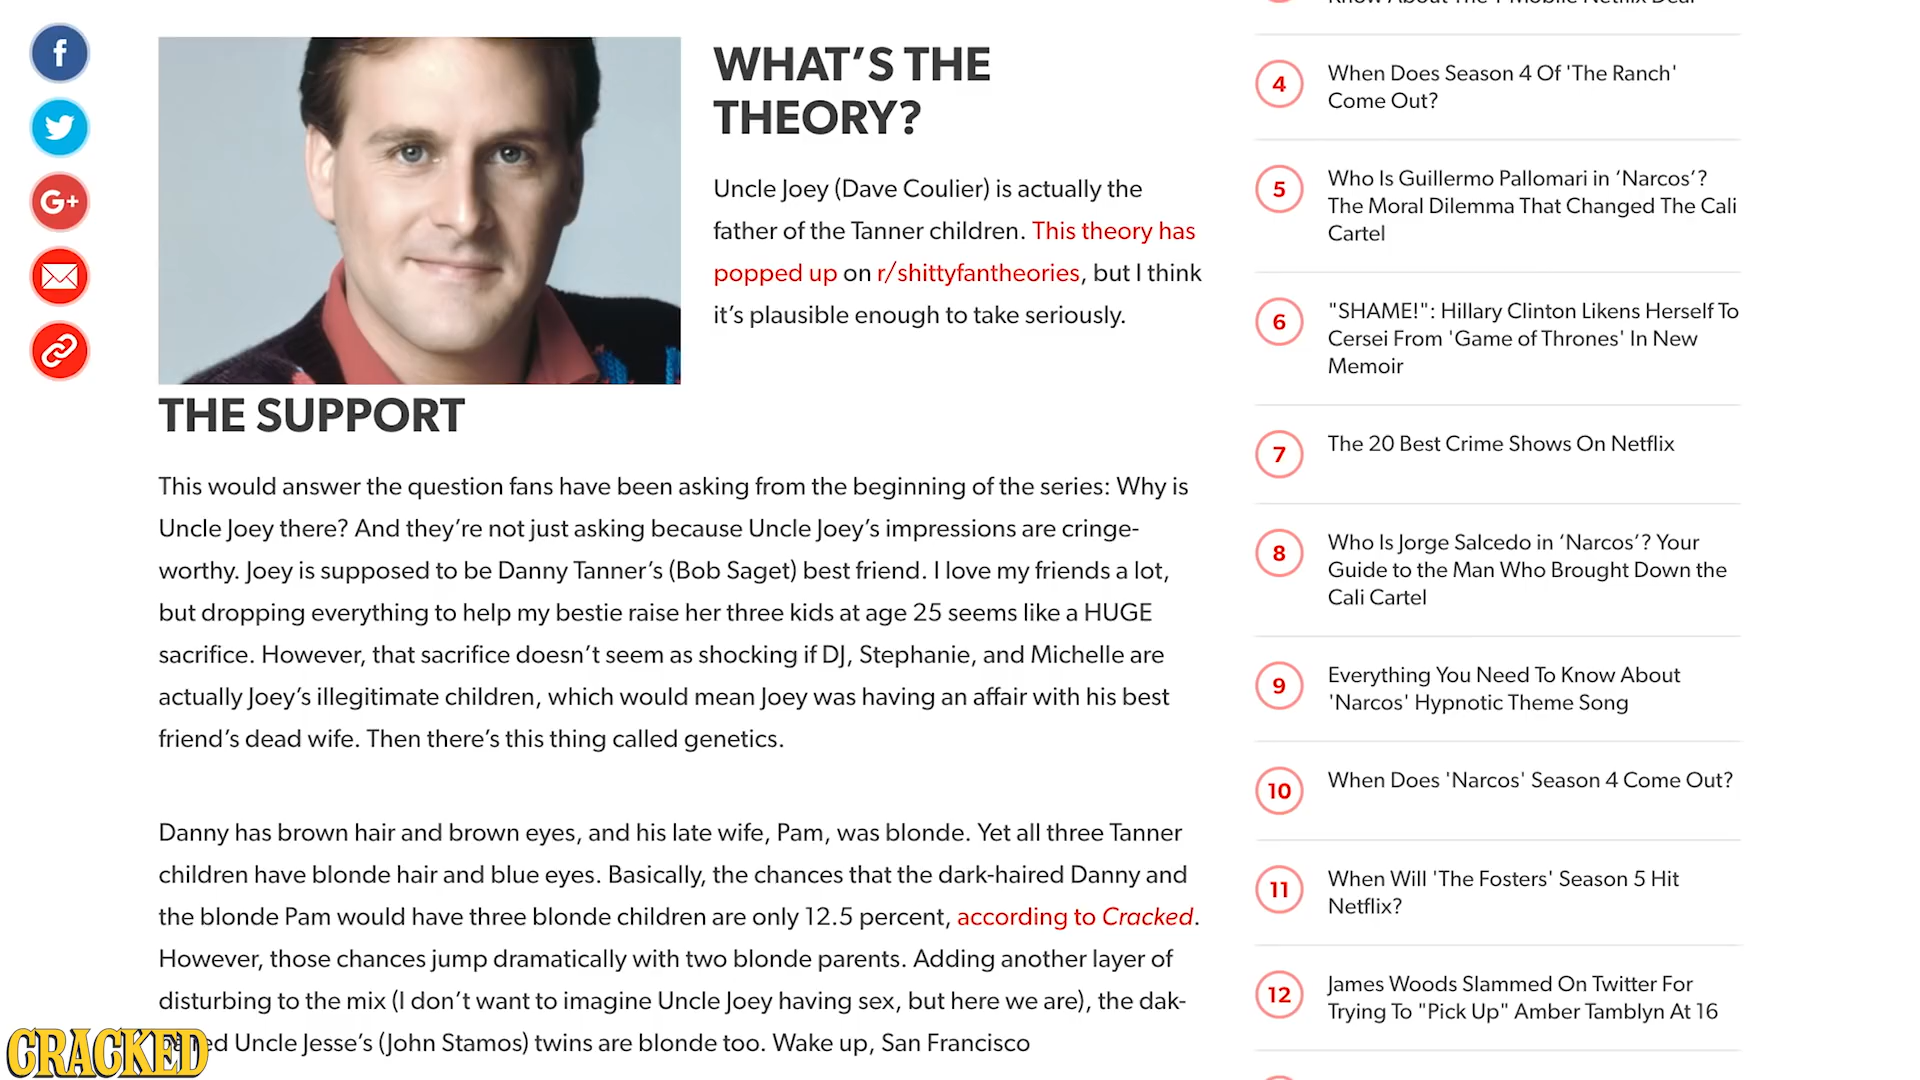 f
G+
WHAT'S THE
THEORY?
Uncle Joey (Dave Coulier) is actually the
father of the Tanner children. This theory has
popped up on r/shittyfantheories, but I think
it's plausible enough to take seriously.
THE SUPPORT
This would answer the question fans have been asking from the beginning of the series: Why is
Uncle Joey there? And they're not just asking because Uncle Joey's impressions are cringe-
worthy. Joey is supposed to be Danny Tanner's (Bob Saget) best friend. I love my friends a lot,
but dropping everything to help my bestie raise her three kids at age 25 seems like a HUGE
sacrifice. However, that sacrifice doesn't seem as shocking if DJ, Stephanie, and Michelle are
actually Joey's illegitimate children, which would mean Joey was having an affair with his best
friend's dead wife. Then there's this thing called genetics.
Danny has brown hair and brown eyes, and his late wife, Pam, was blonde. Yet all three Tanner
children have blonde hair and blue eyes. Basically, the chances that the dark-haired Danny and
the blonde Pam would have three blonde children are only 12.5 percent, according to Cracked.
However, those chances jump dramatically with two blonde parents. Adding another layer of
disturbing to the mix (I don't want to imagine Uncle Joey having sex, but here we are), the dak-
Uncle Jesse's (John Stamos) twins are blonde too. Wake up, San Francisco
CRACKED
4 When Does Season 4 Of 'The Ranch'
Come Out?
5 Who Is Guillermo Pallomari in ‘Narcos’?
The Moral Dilemma That Changed The Cali
Cartel
6 "SHAME!": Hillary Clinton Likens Herself To
Cersei From 'Game of Thrones' In New
Memoir
7 The 20 Best Crime Shows On Netflix
8 Who Is Jorge Salcedo in ‘Narcos’? Your
Guide to the Man Who Brought Down the
Cali Cartel
9 Everything You Need To Know About
'Narcos' Hypnotic Theme Song
10 When Does 'Narcos' Season 4 Come Out?
11 When Will 'The Fosters' Season 5 Hit
Netflix?
12 James Woods Slammed On Twitter For
Trying To "Pick Up" Amber Tamblyn At 16